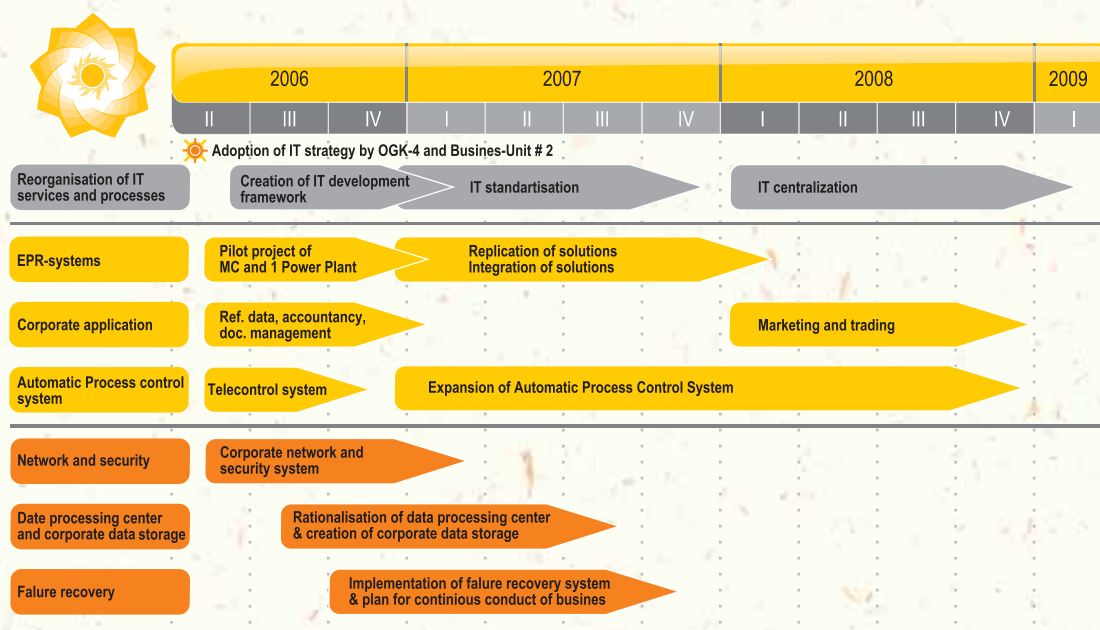 2006 2007 2008 2009
II III IV I II III IV I II III IV I
Adoption of IT strategy by OGK-4 and Busines-Unit # 2
Reorganisation of IT
services and processes
Creation of IT development
framework
IT standartisation
IT centralization
EPR-systems
Pilot project of
MC and 1 Power Plant
Replication of solutions
Integration of solutions
Corporate application
Ref. data, accountancy,
doc. management
Marketing and trading
Automatic Process control
system
Telecontrol system
Expansion of Automatic Process Control System
Network and security
Corporate network and
security system
Date processing center
and corporate data storage
Rationalisation of data processing center
& creation of corporate data storage
Falure recovery
Implementation of falure recovery system
& plan for continious conduct of busines